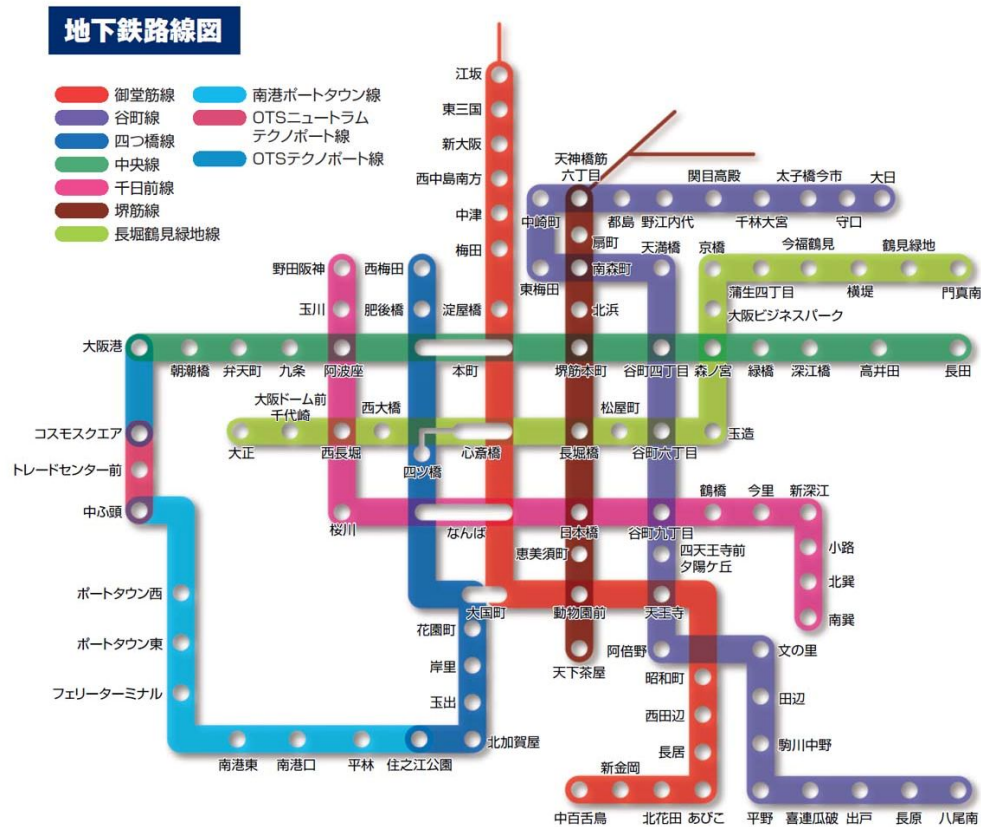 地下鉄路線図
御堂筋線
谷町線
四つ橋線
中央線
千日前線
堺筋線
長堀鶴見緑地線
南港ポートタウン線
OTSニュートラム
テクノポート線
OTSテクノポート線
江坂
東三国
新大阪
西中島南方
中津
梅田
淀屋橋
本町
心斎橋
なんば
大国町
天神橋筋
六丁目
扇町
南森町
北浜
堺筋本町
長堀橋
日本橋
恵美須町
動物園前
天下茶屋
中崎町
東梅田
都島
野江内代
関目高殿
千林大宮
太子橋今市
守口
大日
天満橋
谷町四丁目
谷町六丁目
谷町九丁目
四天王寺前
夕陽ケ丘
天王寺
阿倍野
文の里
田辺
駒川中野
平野
喜連瓜破
出戸
長原
八尾南
京橋
蒲生四丁目
今福鶴見
横堤
鶴見緑地
門真南
大阪ビジネスパーク
森ノ宮
玉造
緑橋
深江橋
高井田
長田
野田阪神
玉川
阿波座
西長堀
桜川
西梅田
肥後橋
四ツ橋
花園町
岸里
玉出
北加賀屋
住之江公園
平林
南港口
南港東
フェリーターミナル
ポートタウン東
ポートタウン西
中ふ頭
トレードセンター前
コスモスクエア
大阪港
朝潮橋
弁天町
九条
大正
大阪ドーム前
千代崎
西大橋
松屋町
鶴橋
今里
新深江
小路
北巽
南巽
昭和町
西田辺
長居
あびこ
北花田
新金岡
中百舌鳥